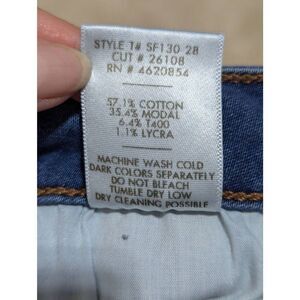 STYLE T# SF130 28
CUT # 26108
RN # 4620854
57.1% COTTON
35.4% MODAL
6.4% T400
1.1% LYCRA
MACHINE WASH COLD
DARK COLORS SEPARATELY
DO NOT BLEACH
TUMBLE DRY LOW
DRY CLEANING POSSIBLE